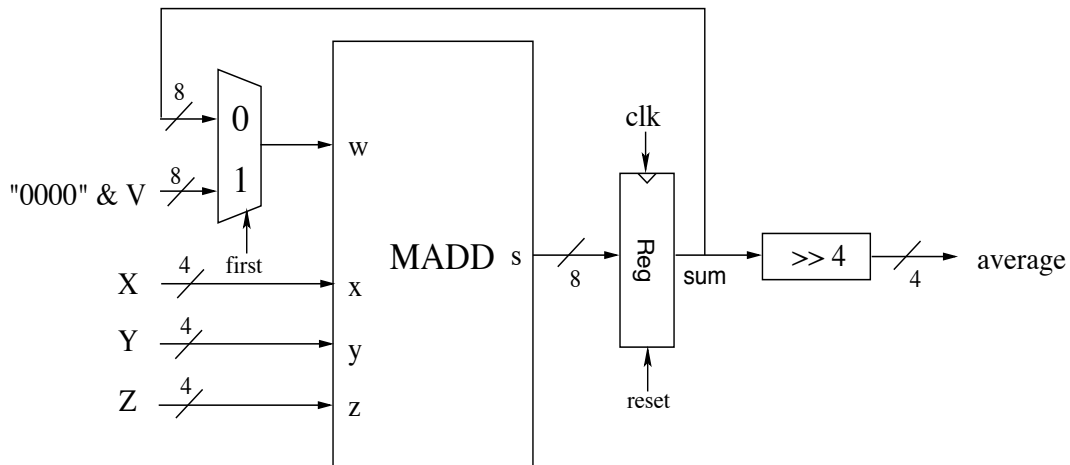 8
0
clk
w
8
1
"0000" & V
first
MADD
s
8
Reg
sum
>> 4
4
average
4
X
x
4
Y
y
4
Z
z
reset